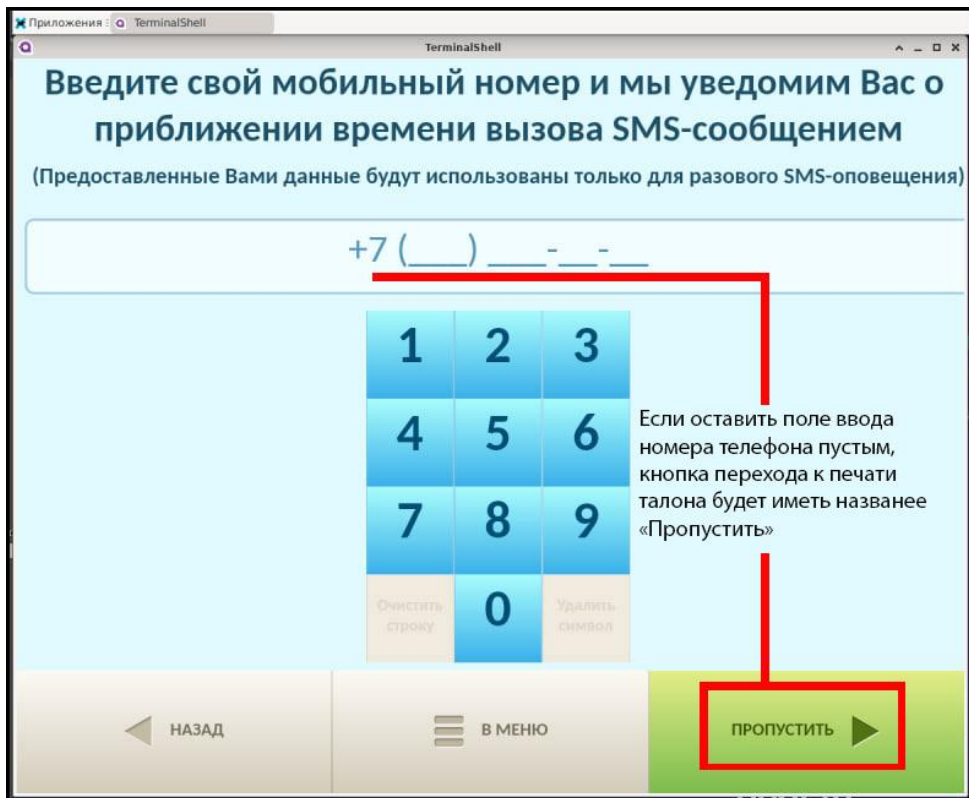 Приложения
TerminalShell
TerminalShell
Введите свой мобильный номер и мы уведомим Вас о
приближении времени вызова SMS-сообщением
(Предоставленные Вами данные будут использованы только для разового SMS-оповещения)
+7 (___) ___-__-__
1 2 3
4 5 6
7 8 9
Очистить
строку
0
Удалить
символ
Если оставить поле ввода
номера телефона пустым,
кнопка перехода к печати
талона будет иметь названее
«Пропустить»
НАЗАД
В МЕНЮ
ПРОПУСТИТЬ